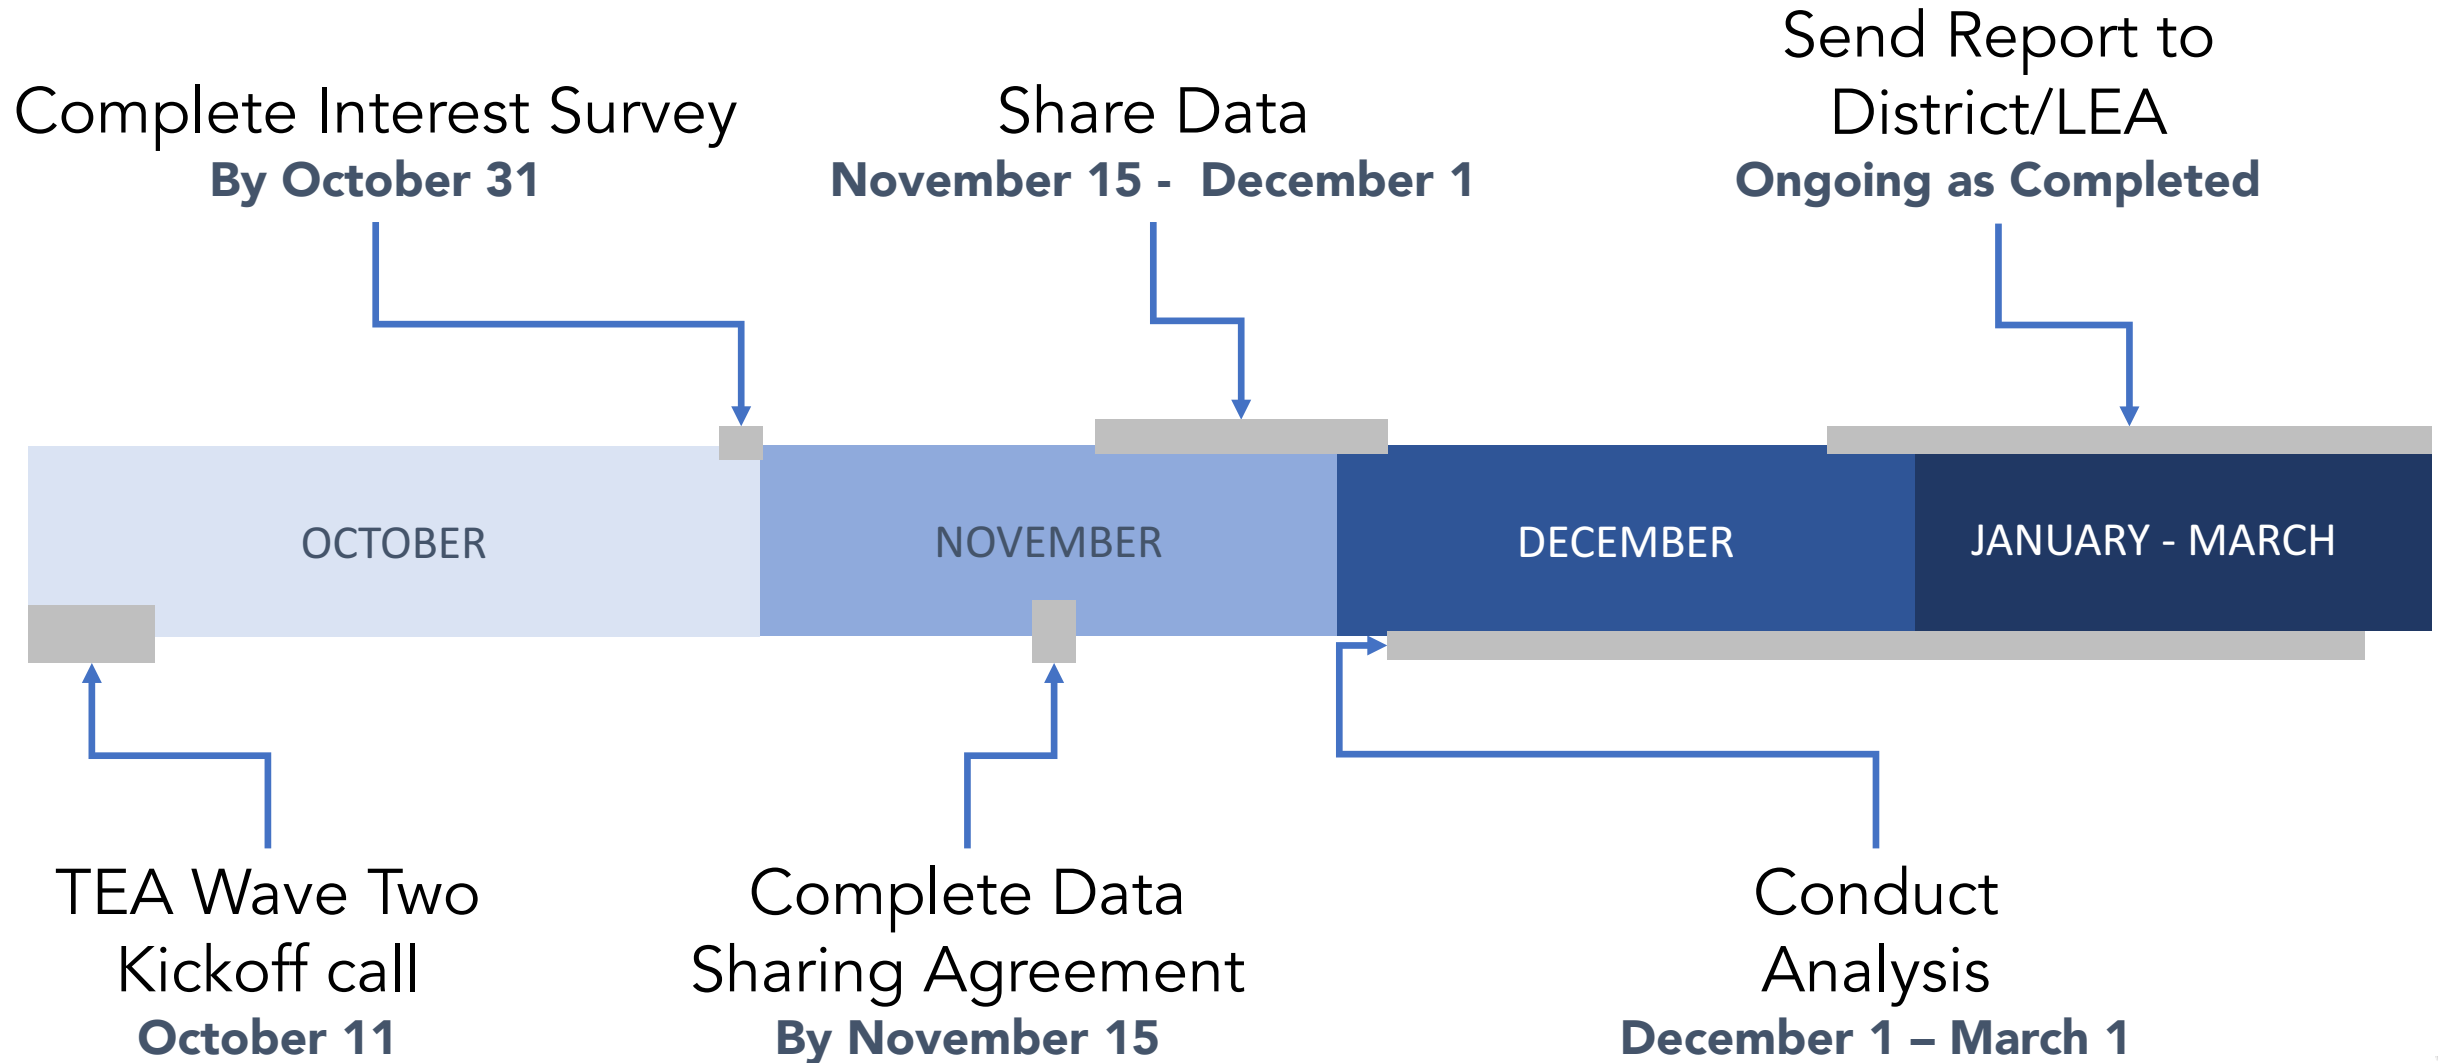 Complete Interest Survey
By October 31
Share Data
November 15 - December 1
Send Report to
District/LEA
Ongoing as Completed
OCTOBER
NOVEMBER
DECEMBER
JANUARY - MARCH
TEA Wave Two
Kickoff call
October 11
Complete Data
Sharing Agreement
By November 15
Conduct
Analysis
December 1 – March 1